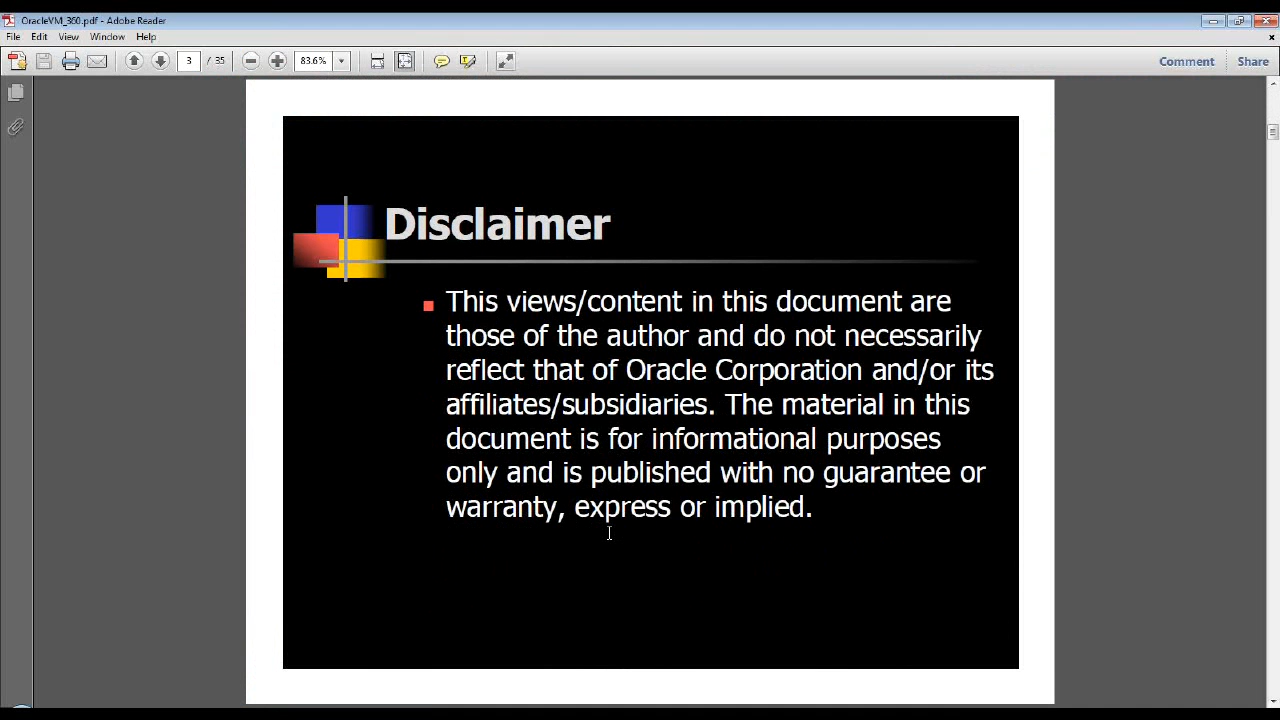 OracleVM_360.pdf - Adobe Reader
File Edit View Window Help
3 / 35 83.6% Comment Share
Disclaimer
This views/content in this document are
those of the author and do not necessarily
reflect that of Oracle Corporation and/or its
affiliates/subsidiaries. The material in this
document is for informational purposes
only and is published with no guarantee or
warranty, express or implied.